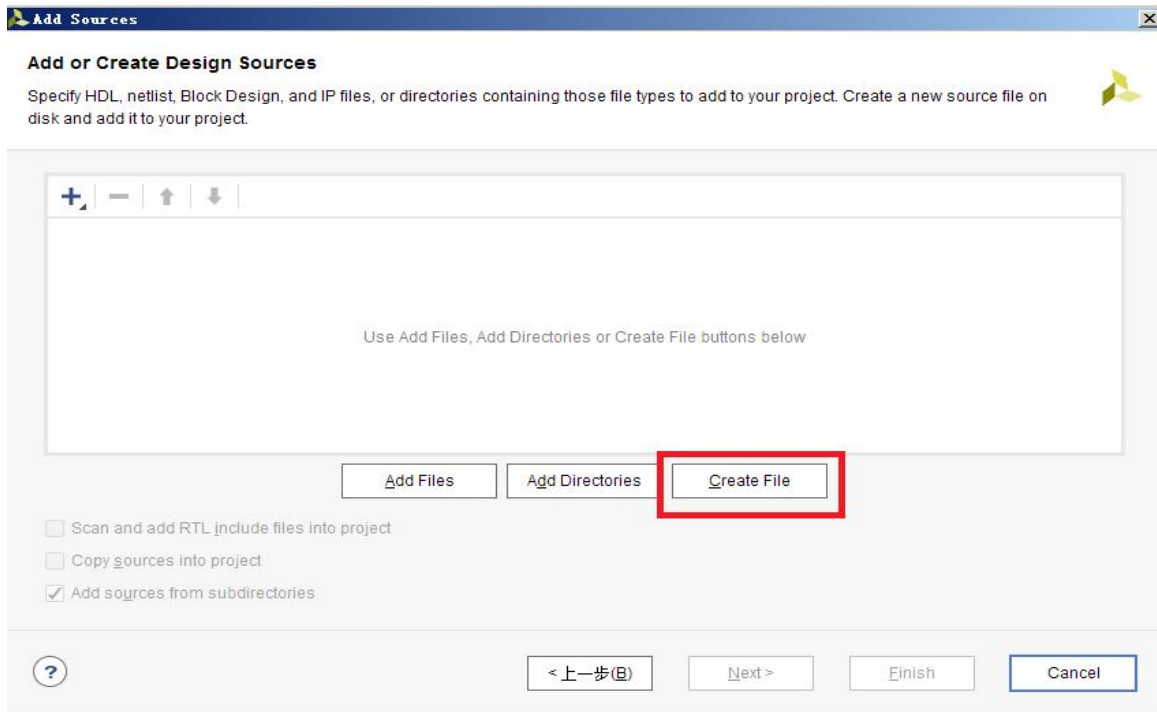 Add Sources
Add or Create Design Sources
Specify HDL, netlist, Block Design, and IP files, or directories containing those file types to add to your project. Create a new source file on
disk and add it to your project.
Use Add Files, Add Directories or Create File buttons below
Add Files
Add Directories
Create File
Scan and add RTL include files into project
Copy sources into project
Add sources from subdirectories
?
<上一步(B)
Next >
Finish
Cancel